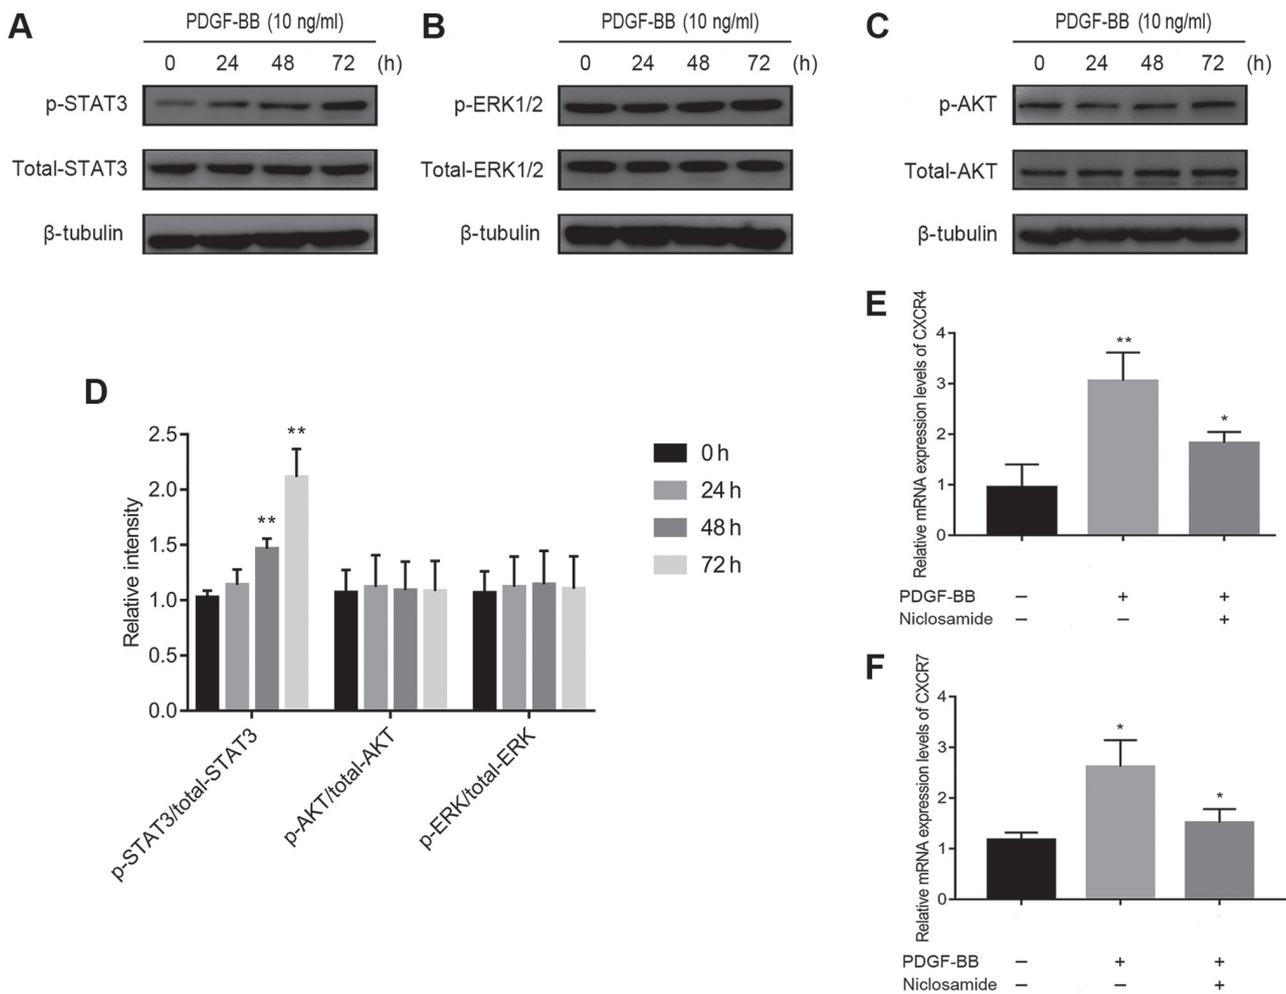 A
PDGF-BB (10 ng/ml)
0 24 48 72 (h)
p-STAT3
Total-STAT3
β-tubulin
B
PDGF-BB (10 ng/ml)
0 24 48 72 (h)
p-ERK1/2
Total-ERK1/2
β-tubulin
C
PDGF-BB (10 ng/ml)
0 24 48 72 (h)
p-AKT
Total-AKT
β-tubulin
D
Relative intensity
2.5
2.0
1.5
1.0
0.5
0.0
**
**
p-STAT3/total-STAT3
p-AKT/total-AKT
p-ERK/total-ERK
0 h
24 h
48 h
72 h
E
Relative mRNA expression levels of CXCR4
4
3
2
1
0
**
*
PDGF-BB − + +
Niclosamide − − +
F
Relative mRNA expression levels of CXCR7
4
3
2
1
0
*
*
PDGF-BB − + +
Niclosamide − − +